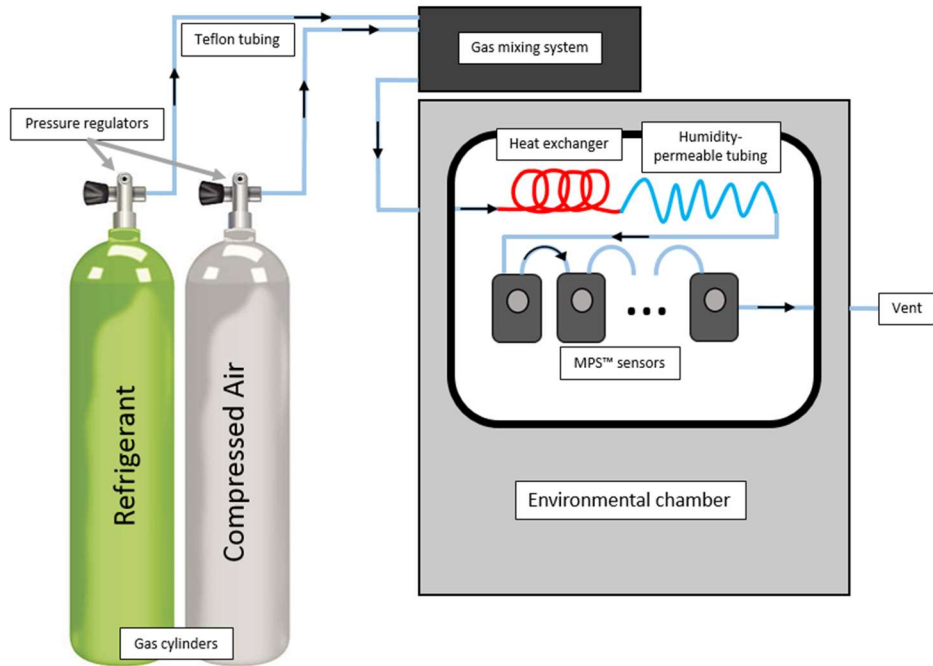 Teflon tubing
Gas mixing system
Pressure regulators
Heat exchanger
Humidity-
permeable tubing
MPS™ sensors
Vent
Refrigerant
Compressed Air
Environmental chamber
Gas cylinders